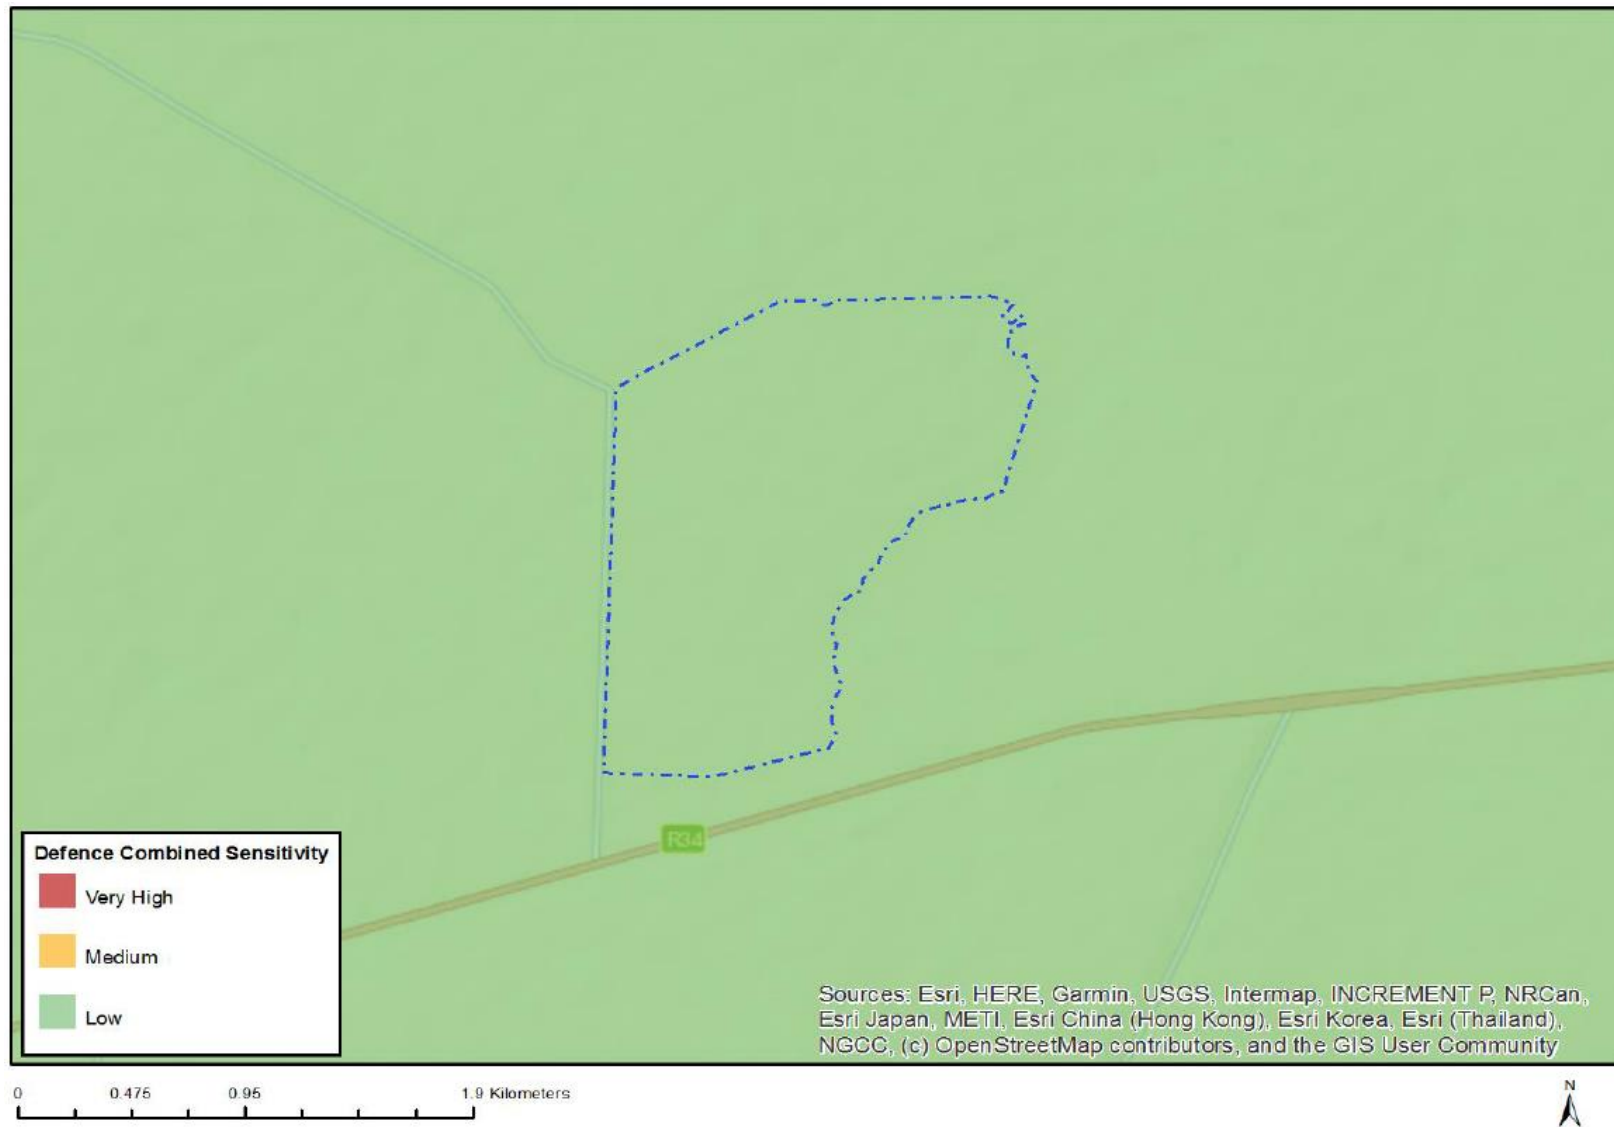 R34
Defence Combined Sensitivity
Very High
Medium
Low
Sources: Esri, HERE, Garmin, USGS, Intermap, INCREMENT P, NRCan,
Esri Japan, METI, Esri China (Hong Kong), Esri Korea, Esri (Thailand),
NGCC, (c) OpenStreetMap contributors, and the GIS User Community
0 0.475 0.95 1.9 Kilometers
N